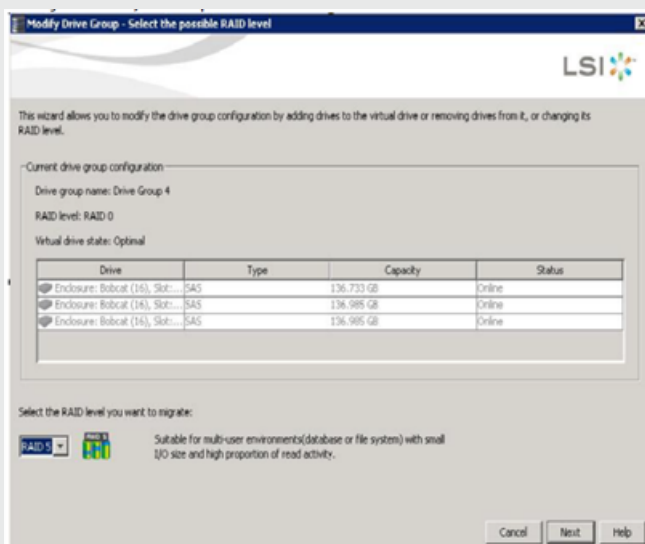 Modify Drive Group - Select the possible RAID level
LSI
This wizard allows you to modify the drive group configuration by adding drives to the virtual drive or removing drives from it, or changing its
RAID level.
Current drive group configuration
Drive group name: Drive Group 4
RAID level: RAID 0
Virtual drive state: Optimal
Drive Type Capacity Status
Enclosure: Bobcat (16), Slot:... SAS 136.733 GB Online
Enclosure: Bobcat (16), Slot:... SAS 136.985 GB Online
Enclosure: Bobcat (16), Slot:... SAS 136.985 GB Online
Select the RAID level you want to migrate:
RAID 5 Suitable for multi-user environments(database or file system) with small
I/O size and high proportion of read activity.
Cancel Next Help